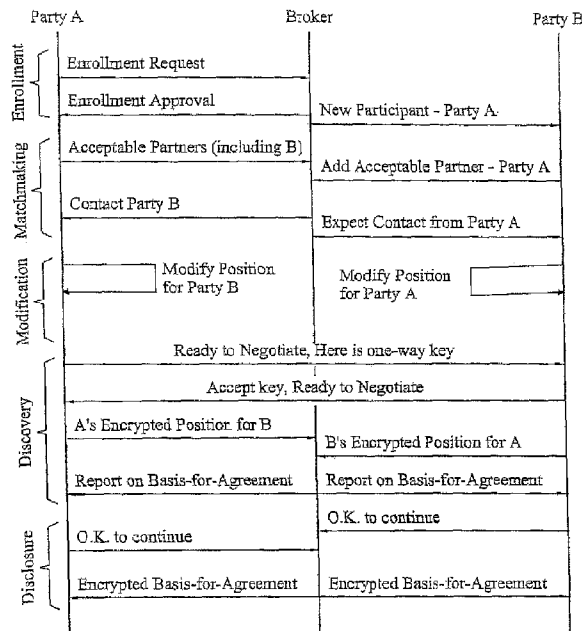 Party A
Broker
Party B
Enrollment
Enrollment Request
Enrollment Approval
New Participant - Party A
Matchmaking
Acceptable Partners (including B)
Add Acceptable Partner - Party A
Contact Party B
Expect Contact from Party A
Modification
Modify Position
for Party B
Modify Position
for Party A
Discovery
Ready to Negotiate, Here is one-way key
Accept key, Ready to Negotiate
A's Encrypted Position for B
B's Encrypted Position for A
Report on Basis-for-Agreement
Report on Basis-for-Agreement
Disclosure
O.K. to continue
O.K. to continue
Encrypted Basis-for-Agreement
Encrypted Basis-for-Agreement